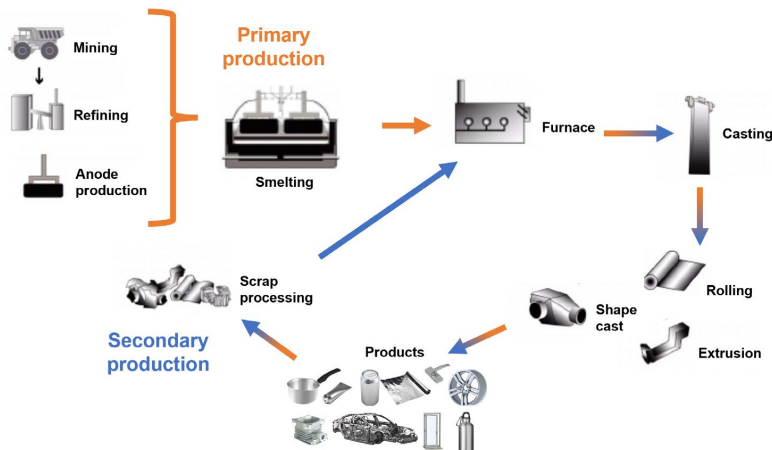 Primary
production
Mining
Refining
Anode
production
Smelting
Furnace
Casting
Rolling
Shape
cast
Extrusion
Products
Scrap
processing
Secondary
production